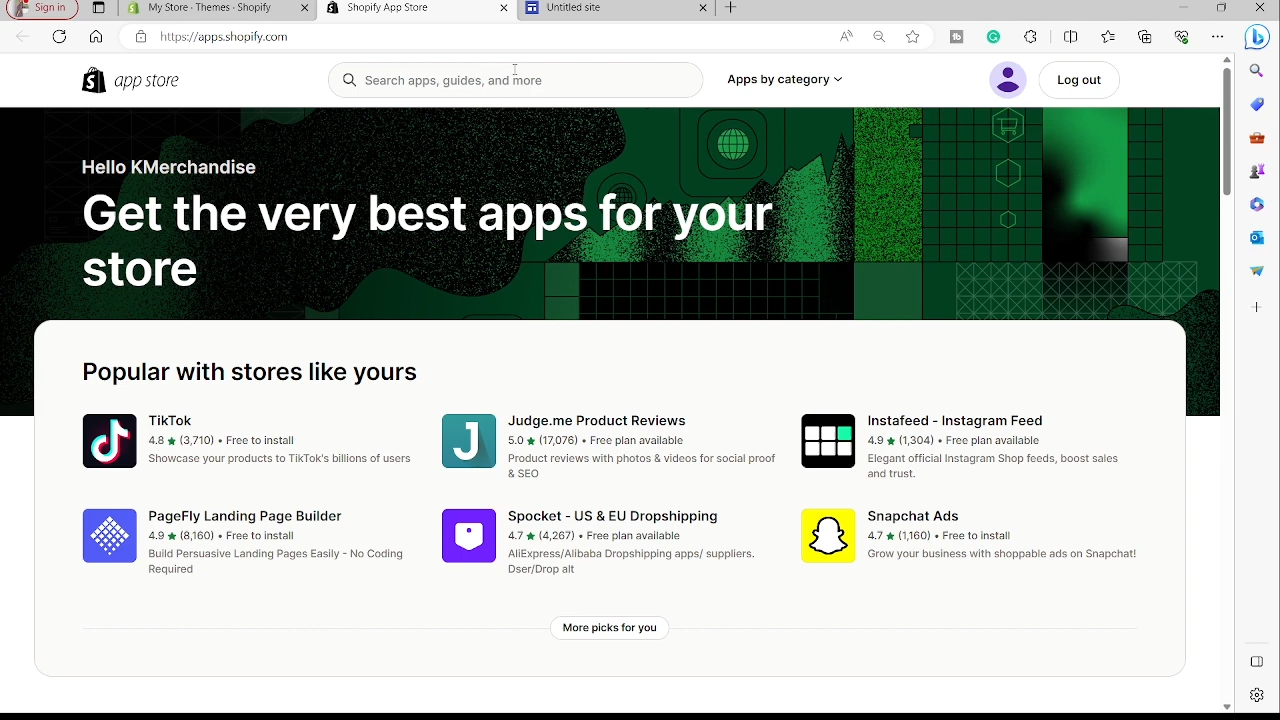 Sign in
My Store - Themes · Shopify
Shopify App Store
Untitled site
https://apps.shopify.com
app store
Search apps, guides, and more
Apps by category
Log out
Hello KMerchandise
Get the very best apps for your
store
Popular with stores like yours
TikTok
4.8 ★ (3,710) • Free to install
Showcase your products to TikTok's billions of users
Judge.me Product Reviews
5.0 ★ (17,076) • Free plan available
Product reviews with photos & videos for social proof
& SEO
Instafeed - Instagram Feed
4.9 ★ (1,304) • Free plan available
Elegant official Instagram Shop feeds, boost sales
and trust.
PageFly Landing Page Builder
4.9 ★ (8,160) • Free to install
Build Persuasive Landing Pages Easily - No Coding
Required
Spocket - US & EU Dropshipping
4.7 ★ (4,267) • Free plan available
AliExpress/Alibaba Dropshipping apps/ suppliers.
Dser/Drop alt
Snapchat Ads
4.7 ★ (1,160) • Free to install
Grow your business with shoppable ads on Snapchat!
More picks for you